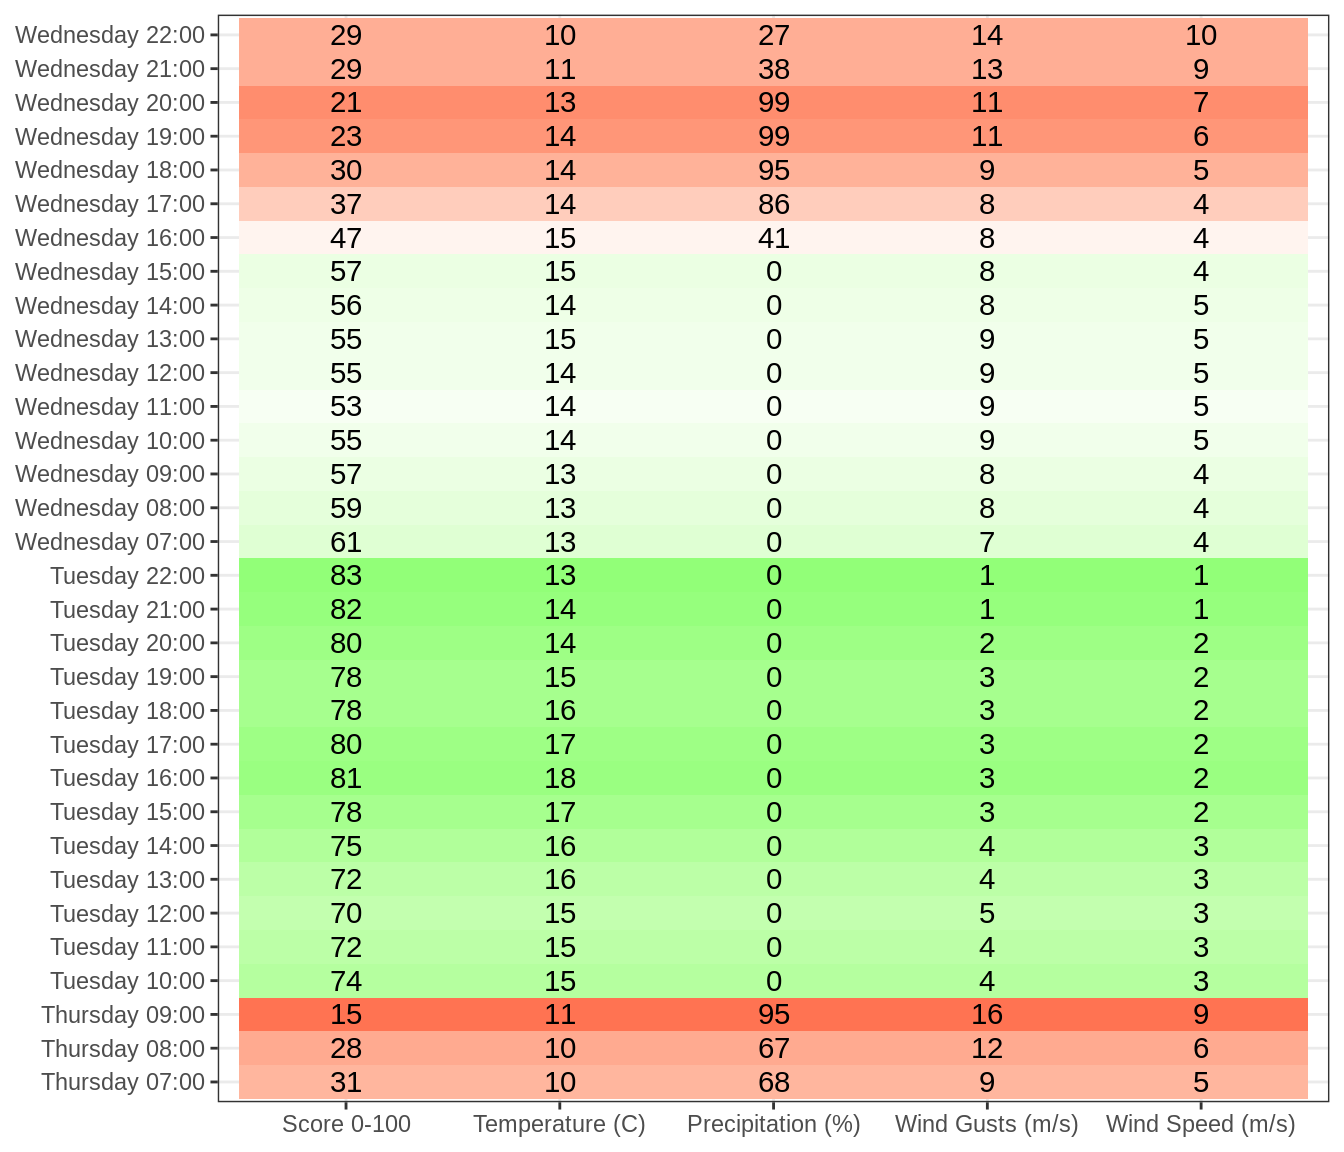 Wednesday 22:00 29 10 27 14 10
Wednesday 21:00 29 11 38 13 9
Wednesday 20:00 21 13 99 11 7
Wednesday 19:00 23 14 99 11 6
Wednesday 18:00 30 14 95 9 5
Wednesday 17:00 37 14 86 8 4
Wednesday 16:00 47 15 41 8 4
Wednesday 15:00 57 15 0 8 4
Wednesday 14:00 56 14 0 8 5
Wednesday 13:00 55 15 0 9 5
Wednesday 12:00 55 14 0 9 5
Wednesday 11:00 53 14 0 9 5
Wednesday 10:00 55 14 0 9 5
Wednesday 09:00 57 13 0 8 4
Wednesday 08:00 59 13 0 8 4
Wednesday 07:00 61 13 0 7 4
Tuesday 22:00 83 13 0 1 1
Tuesday 21:00 82 14 0 1 1
Tuesday 20:00 80 14 0 2 2
Tuesday 19:00 78 15 0 3 2
Tuesday 18:00 78 16 0 3 2
Tuesday 17:00 80 17 0 3 2
Tuesday 16:00 81 18 0 3 2
Tuesday 15:00 78 17 0 3 2
Tuesday 14:00 75 16 0 4 3
Tuesday 13:00 72 16 0 4 3
Tuesday 12:00 70 15 0 5 3
Tuesday 11:00 72 15 0 4 3
Tuesday 10:00 74 15 0 4 3
Thursday 09:00 15 11 95 16 9
Thursday 08:00 28 10 67 12 6
Thursday 07:00 31 10 68 9 5
Score 0-100 Temperature (C) Precipitation (%) Wind Gusts (m/s) Wind Speed (m/s)